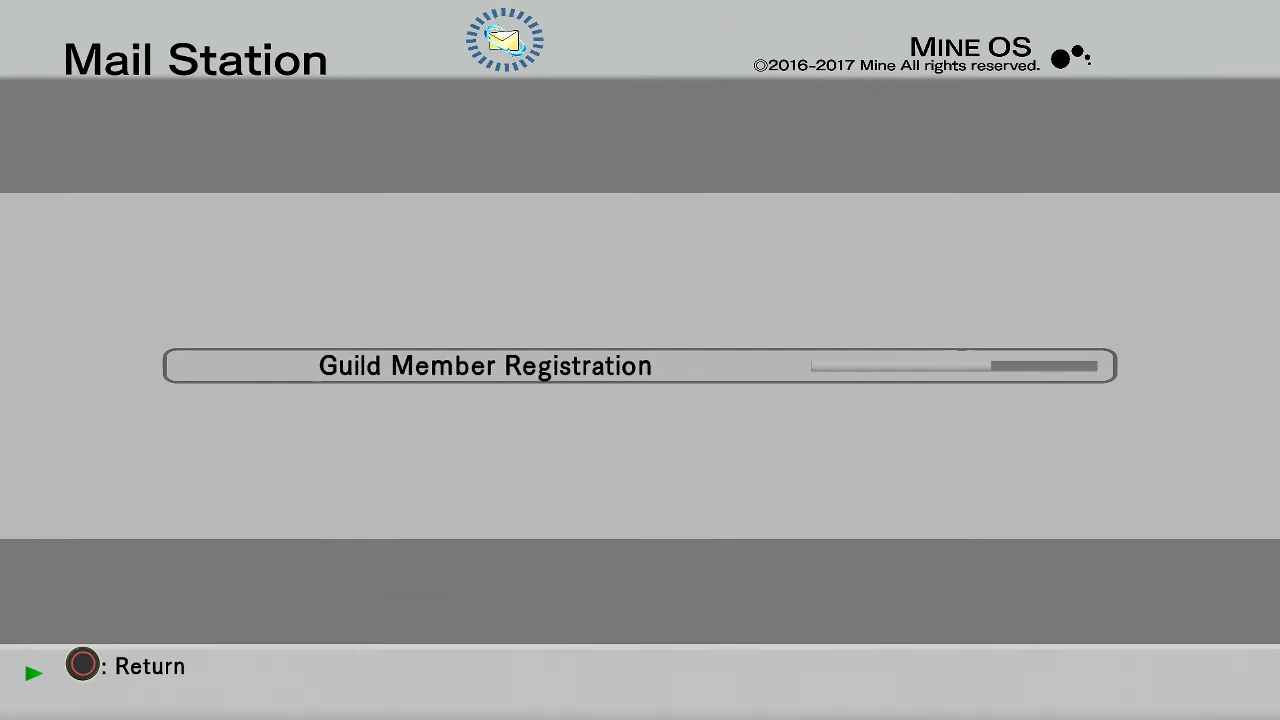 Mail Station
MINE OS
©2016-2017 Mine All rights reserved.
Guild Member Registration
: Return